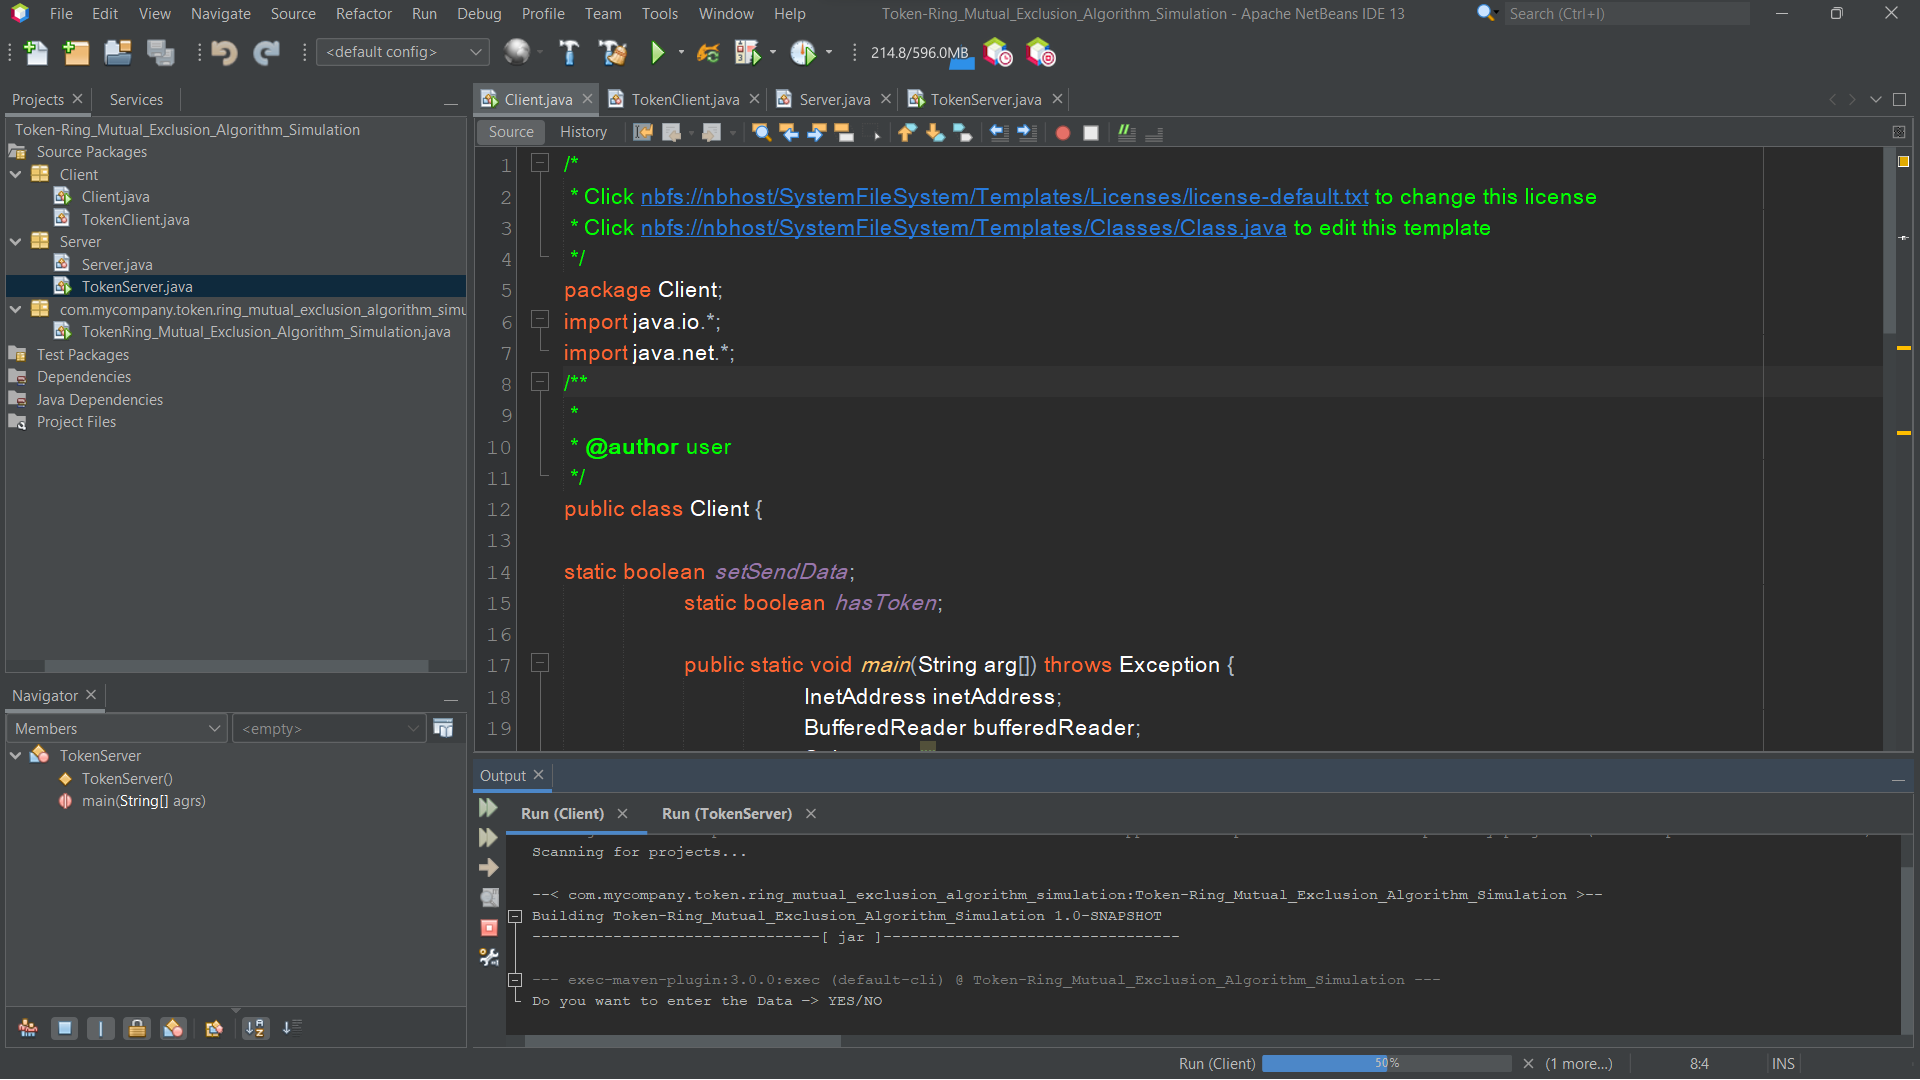 File Edit View Navigate Source Refactor Run Debug Profile Team Tools Window Help
Token-Ring_Mutual_Exclusion_Algorithm_Simulation - Apache NetBeans IDE 13
Search (Ctrl+I)
<default config>
214.8/596.0MB
Projects
Services
Token-Ring_Mutual_Exclusion_Algorithm_Simulation
Source Packages
Client
Client.java
TokenClient.java
Server
Server.java
TokenServer.java
com.mycompany.token.ring_mutual_exclusion_algorithm_simu
TokenRing_Mutual_Exclusion_Algorithm_Simulation.java
Test Packages
Dependencies
Java Dependencies
Project Files
Navigator
Members
<empty>
TokenServer
TokenServer()
main(String[] agrs)
Client.java
TokenClient.java
Server.java
TokenServer.java
Source
History
1 /*
2 * Click nbfs://nbhost/SystemFileSystem/Templates/Licenses/license-default.txt to change this license
3 * Click nbfs://nbhost/SystemFileSystem/Templates/Classes/Class.java to edit this template
4 */
5 package Client;
6 import java.io.*;
7 import java.net.*;
8 /**
9 *
10 * @author user
11 */
12 public class Client {
13
14 static boolean setSendData;
15 static boolean hasToken;
16
17 public static void main(String arg[]) throws Exception {
18 InetAddress inetAddress;
19 BufferedReader bufferedReader;
Output
Run (Client)
Run (TokenServer)
Scanning for projects...
--< com.mycompany.token.ring_mutual_exclusion_algorithm_simulation:Token-Ring_Mutual_Exclusion_Algorithm_Simulation >--
Building Token-Ring_Mutual_Exclusion_Algorithm_Simulation 1.0-SNAPSHOT
--------------------------------[ jar ]---------------------------------
--- exec-maven-plugin:3.0.0:exec (default-cli) @ Token-Ring_Mutual_Exclusion_Algorithm_Simulation ---
Do you want to enter the Data —> YES/NO
Run (Client)
50%
(1 more...)
8:4
INS